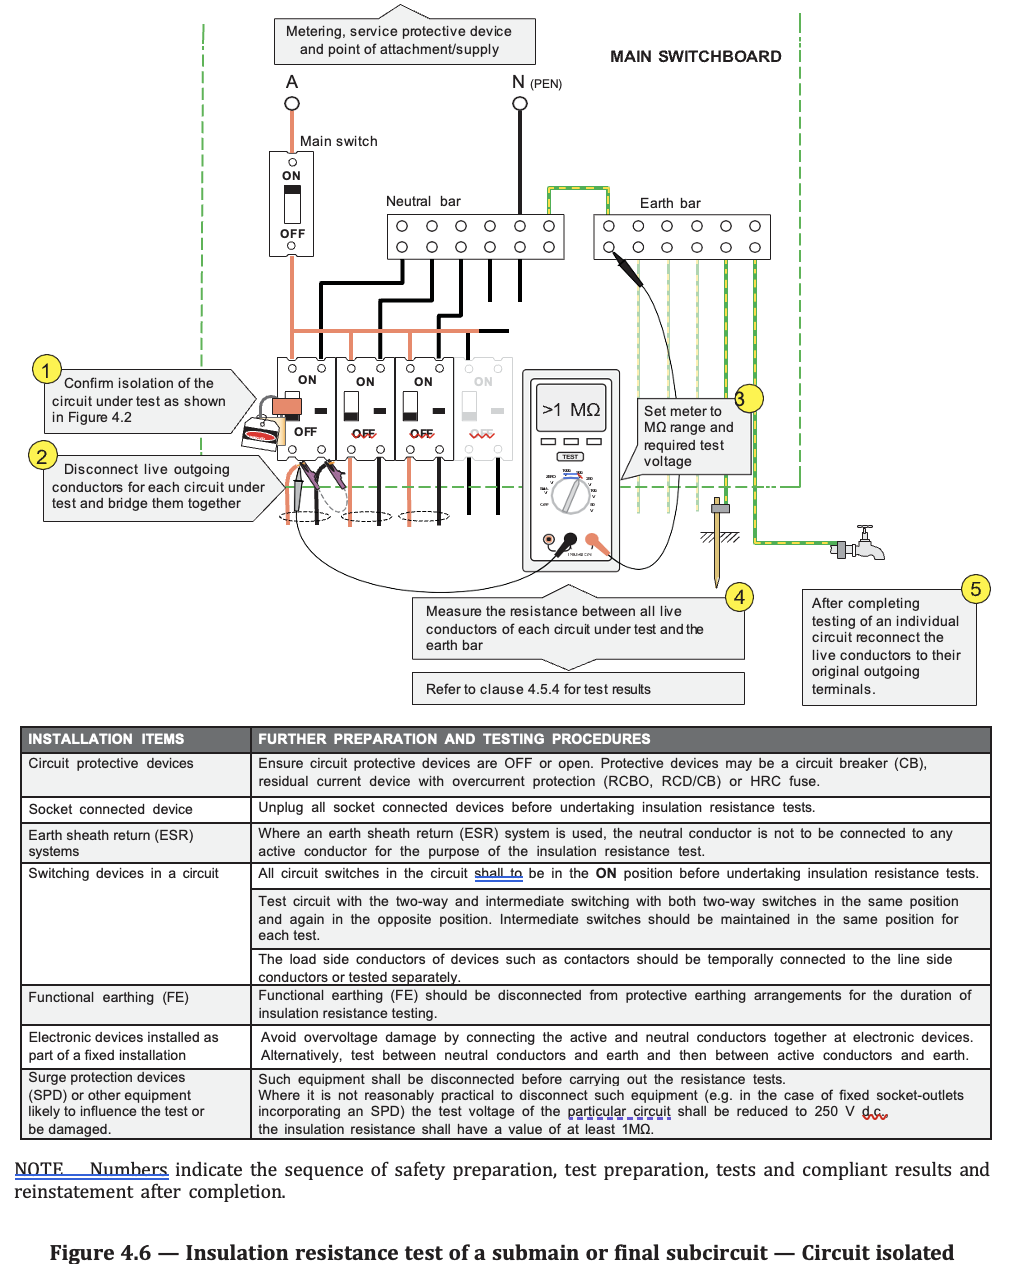 Metering, service protective device
and point of attachment/supply
MAIN SWITCHBOARD
A
N (PEN)
Main switch
ON
OFF
Neutral bar
Earth bar
1
Confirm isolation of the
circuit under test as shown
in Figure 4.2
2
Disconnect live outgoing
conductors for each circuit under
test and bridge them together
ON
OFF
ON
OFF
ON
OFF
ON
OFF
>1 MΩ
TEST
3
Set meter to
MΩ range and
required test
voltage
4
Measure the resistance between all live
conductors of each circuit under test and the
earth bar
Refer to clause 4.5.4 for test results
5
After completing
testing of an individual
circuit reconnect the
live conductors to their
original outgoing
terminals.
INSTALLATION ITEMS
FURTHER PREPARATION AND TESTING PROCEDURES
Circuit protective devices
Ensure circuit protective devices are OFF or open. Protective devices may be a circuit breaker (CB),
residual current device with overcurrent protection (RCBO, RCD/CB) or HRC fuse.
Socket connected device
Unplug all socket connected devices before undertaking insulation resistance tests.
Earth sheath return (ESR)
systems
Where an earth sheath return (ESR) system is used, the neutral conductor is not to be connected to any
active conductor for the purpose of the insulation resistance test.
Switching devices in a circuit
All circuit switches in the circuit shall to be in the ON position before undertaking insulation resistance tests.
Test circuit with the two-way and intermediate switching with both two-way switches in the same position
and again in the opposite position. Intermediate switches should be maintained in the same position for
each test.
The load side conductors of devices such as contactors should be temporally connected to the line side
conductors or tested separately.
Functional earthing (FE)
Functional earthing (FE) should be disconnected from protective earthing arrangements for the duration of
insulation resistance testing.
Electronic devices installed as
part of a fixed installation
Avoid overvoltage damage by connecting the active and neutral conductors together at electronic devices.
Alternatively, test between neutral conductors and earth and then between active conductors and earth.
Surge protection devices
(SPD) or other equipment
likely to influence the test or
be damaged.
Such equipment shall be disconnected before carrying out the resistance tests.
Where it is not reasonably practical to disconnect such equipment (e.g. in the case of fixed socket-outlets
incorporating an SPD) the test voltage of the particular circuit shall be reduced to 250 V d.c.,
the insulation resistance shall have a value of at least 1MΩ.
NOTE Numbers indicate the sequence of safety preparation, test preparation, tests and compliant results and
reinstatement after completion.
Figure 4.6 — Insulation resistance test of a submain or final subcircuit — Circuit isolated